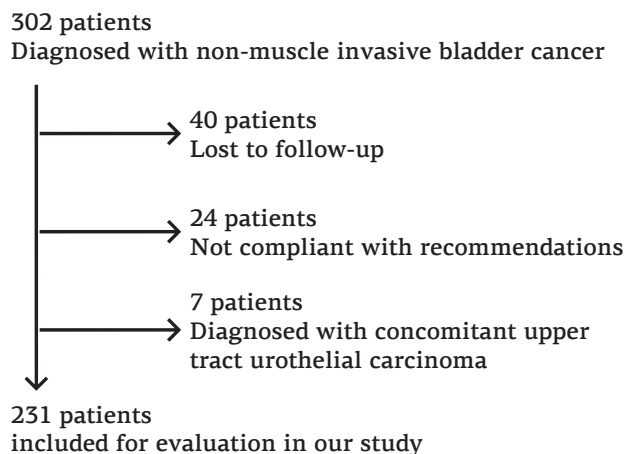 302 patients
Diagnosed with non-muscle invasive bladder cancer
40 patients
Lost to follow-up
24 patients
Not compliant with recommendations
7 patients
Diagnosed with concomitant upper
tract urothelial carcinoma
231 patients
included for evaluation in our study